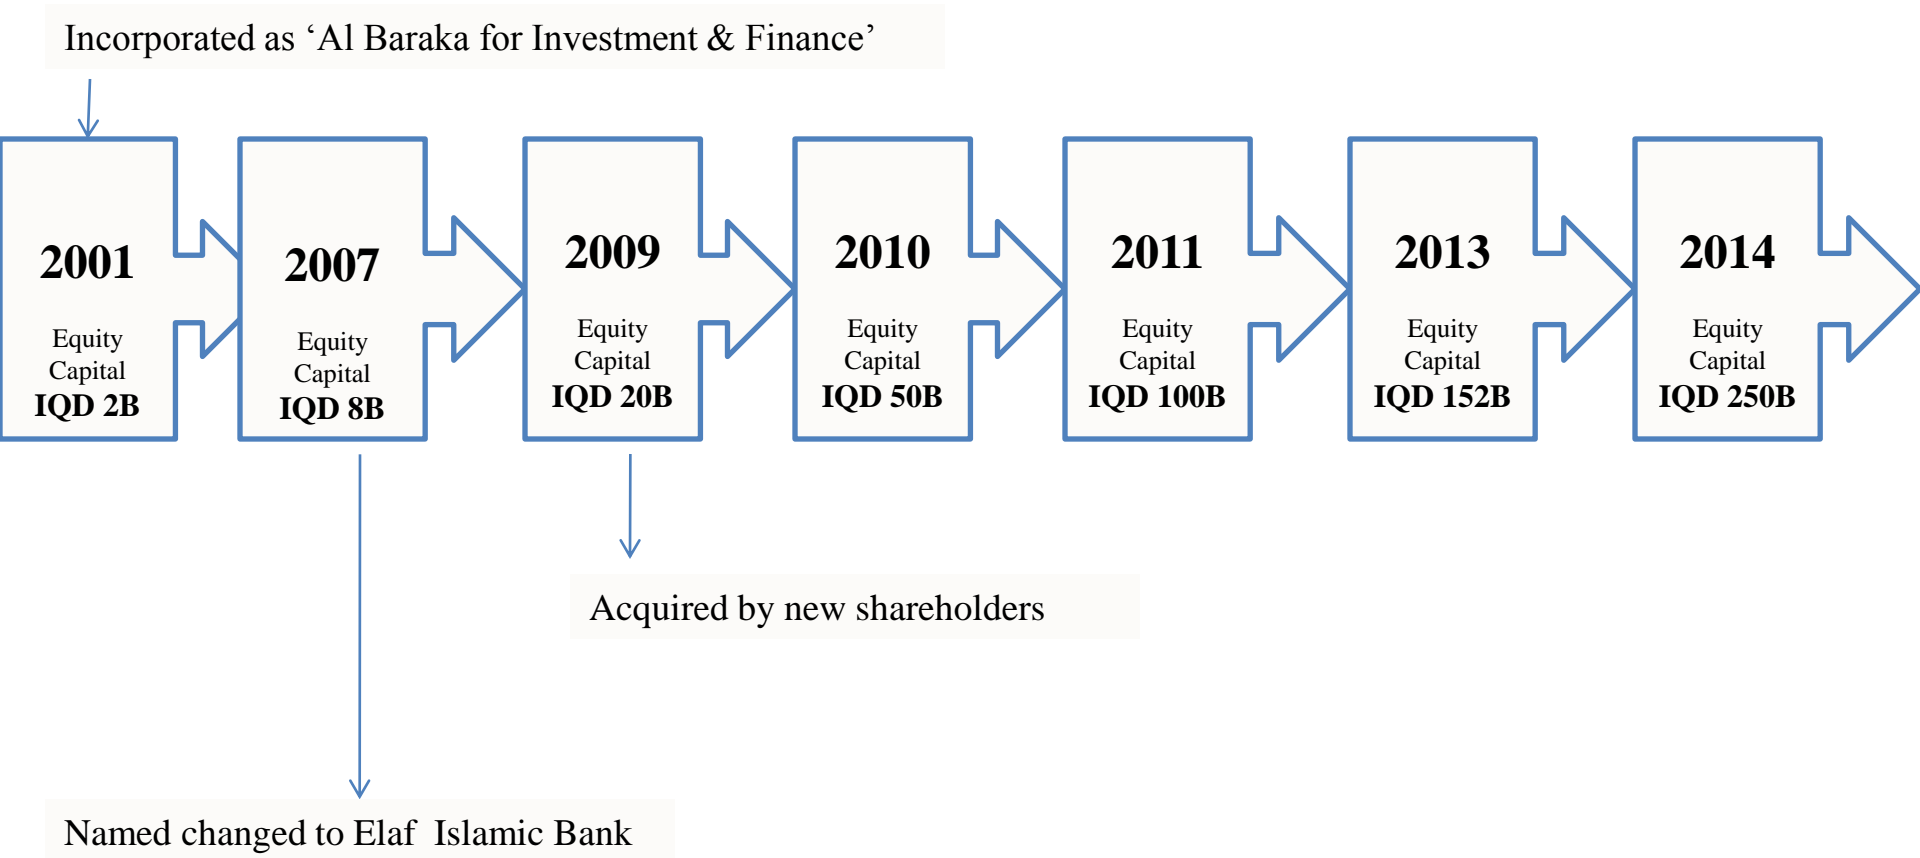 Incorporated as ‘Al Baraka for Investment & Finance’
2001
Equity
Capital
IQD 2B
2007
Equity
Capital
IQD 8B
2009
Equity
Capital
IQD 20B
2010
Equity
Capital
IQD 50B
2011
Equity
Capital
IQD 100B
2013
Equity
Capital
IQD 152B
2014
Equity
Capital
IQD 250B
Acquired by new shareholders
Named changed to Elaf  Islamic Bank